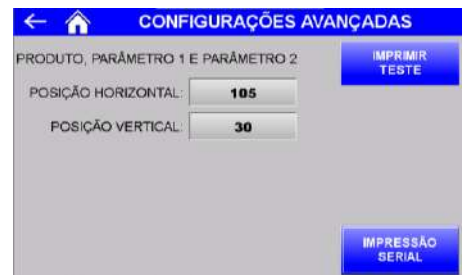 CONFIGURAÇÕES AVANÇADAS
PRODUTO, PARÂMETRO 1 E PARÂMETRO 2
IMPRIMIR
TESTE
POSIÇÃO HORIZONTAL: 105
POSIÇÃO VERTICAL: 30
IMPRESSÃO
SERIAL